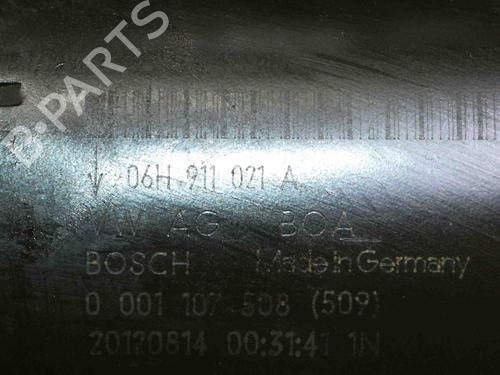 B-PARTS
06H 911 021 A
VW AG BOA
BOSCH Made in Germany
0 001 107 508 (509)
20120814 00:31:41 1N